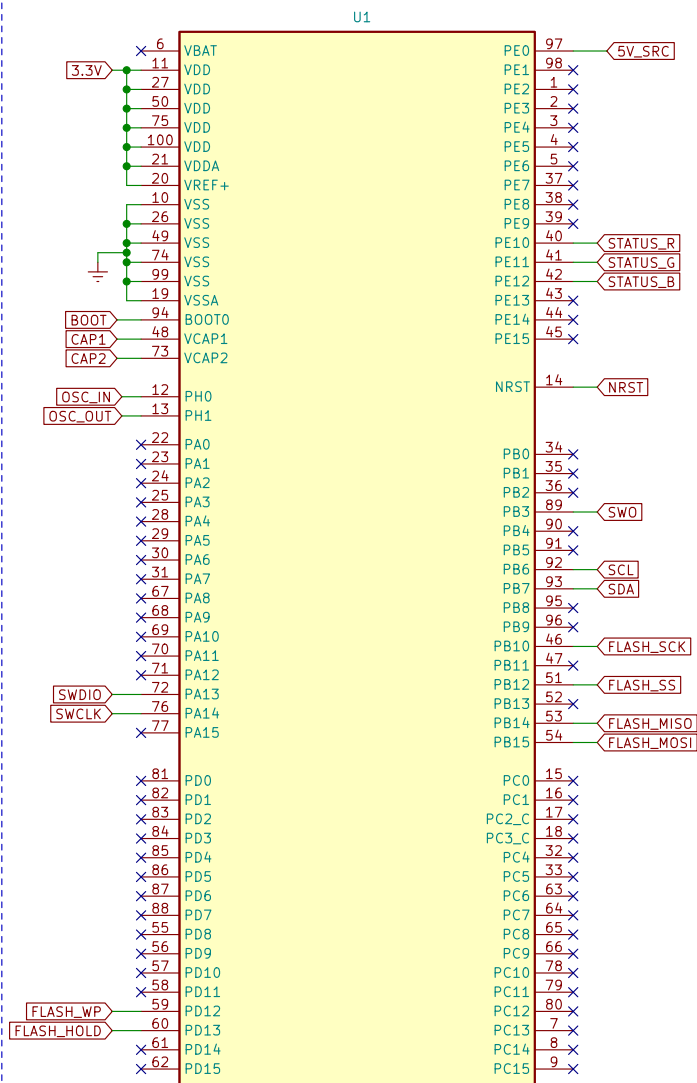 U1
6 VBAT PE0 97 5V_SRC
3.3V 11 VDD PE1 98
27 VDD PE2 1
50 VDD PE3 2
75 VDD PE4 3
100 VDD PE5 4
21 VDDA PE6 5
20 VREF+ PE7 37
10 VSS PE8 38
26 VSS PE9 39
49 VSS PE10 40 STATUS_R
74 VSS PE11 41 STATUS_G
99 VSS PE12 42 STATUS_B
19 VSSA PE13 43
BOOT 94 BOOT0 PE14 44
CAP1 48 VCAP1 PE15 45
CAP2 73 VCAP2
NRST 14 NRST
OSC_IN 12 PH0
OSC_OUT 13 PH1
22 PA0 PB0 34
23 PA1 PB1 35
24 PA2 PB2 36
25 PA3 PB3 89 SWO
28 PA4 PB4 90
29 PA5 PB5 91
30 PA6 PB6 92 SCL
31 PA7 PB7 93 SDA
67 PA8 PB8 95
68 PA9 PB9 96
69 PA10 PB10 46 FLASH_SCK
70 PA11 PB11 47
71 PA12 PB12 51 FLASH_SS
SWDIO 72 PA13 PB13 52
SWCLK 76 PA14 PB14 53 FLASH_MISO
77 PA15 PB15 54 FLASH_MOSI
81 PD0 PC0 15
82 PD1 PC1 16
83 PD2 PC2_C 17
84 PD3 PC3_C 18
85 PD4 PC4 32
86 PD5 PC5 33
87 PD6 PC6 63
88 PD7 PC7 64
55 PD8 PC8 65
56 PD9 PC9 66
57 PD10 PC10 78
58 PD11 PC11 79
FLASH_WP 59 PD12 PC12 80
FLASH_HOLD 60 PD13 PC13 7
61 PD14 PC14 8
62 PD15 PC15 9